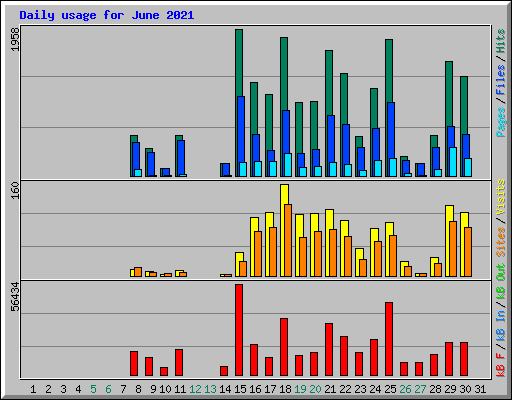 Daily usage for June 2021
1958
Pages / Files / Hits
160
Sites / Visits
56434
kB F / kB In / kB Out
1 2 3 4 5 6 7 8 9 10 11 12 13 14 15 16 17 18 19 20 21 22 23 24 25 26 27 28 29 30 31